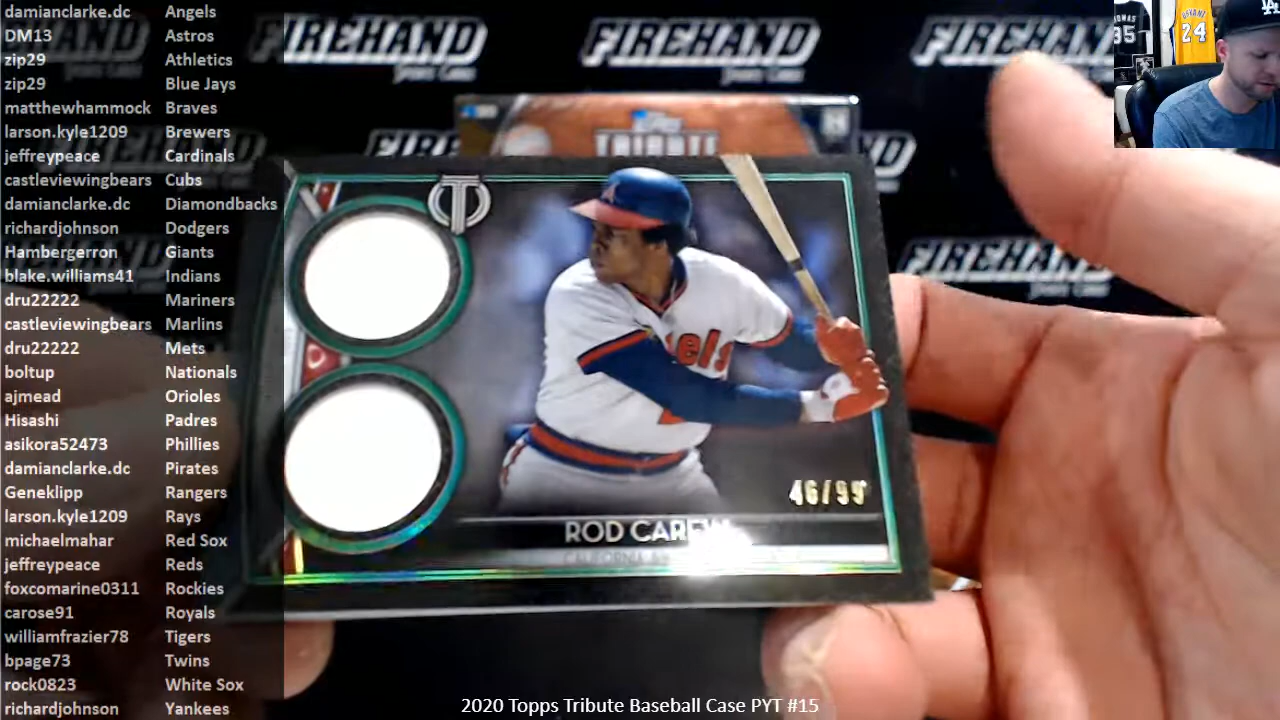 damianclarke.dc Angels
DM13 Astros
zip29 Athletics
zip29 Blue Jays
matthewhammock Braves
larson.kyle1209 Brewers
jeffreypeace Cardinals
castleviewingbears Cubs
damianclarke.dc Diamondbacks
richardjohnson Dodgers
Hambergerron Giants
blake.williams41 Indians
dru22222 Mariners
castleviewingbears Marlins
dru22222 Mets
boltup Nationals
ajmead Orioles
Hisashi Padres
asikora52473 Phillies
damianclarke.dc Pirates
Geneklipp Rangers
larson.kyle1209 Rays
michaelmahar Red Sox
jeffreypeace Reds
foxcomarine0311 Rockies
carose91 Royals
williamfrazier78 Tigers
bpage73 Twins
rock0823 White Sox
richardjohnson Yankees
FIREHAND
FIREHAND
FIREHAND
FIREHAND
TRIBUTE
T
46/99
ROD CAREW
CALIFORNIA
24
LA
2020 Topps Tribute Baseball Case PYT #15